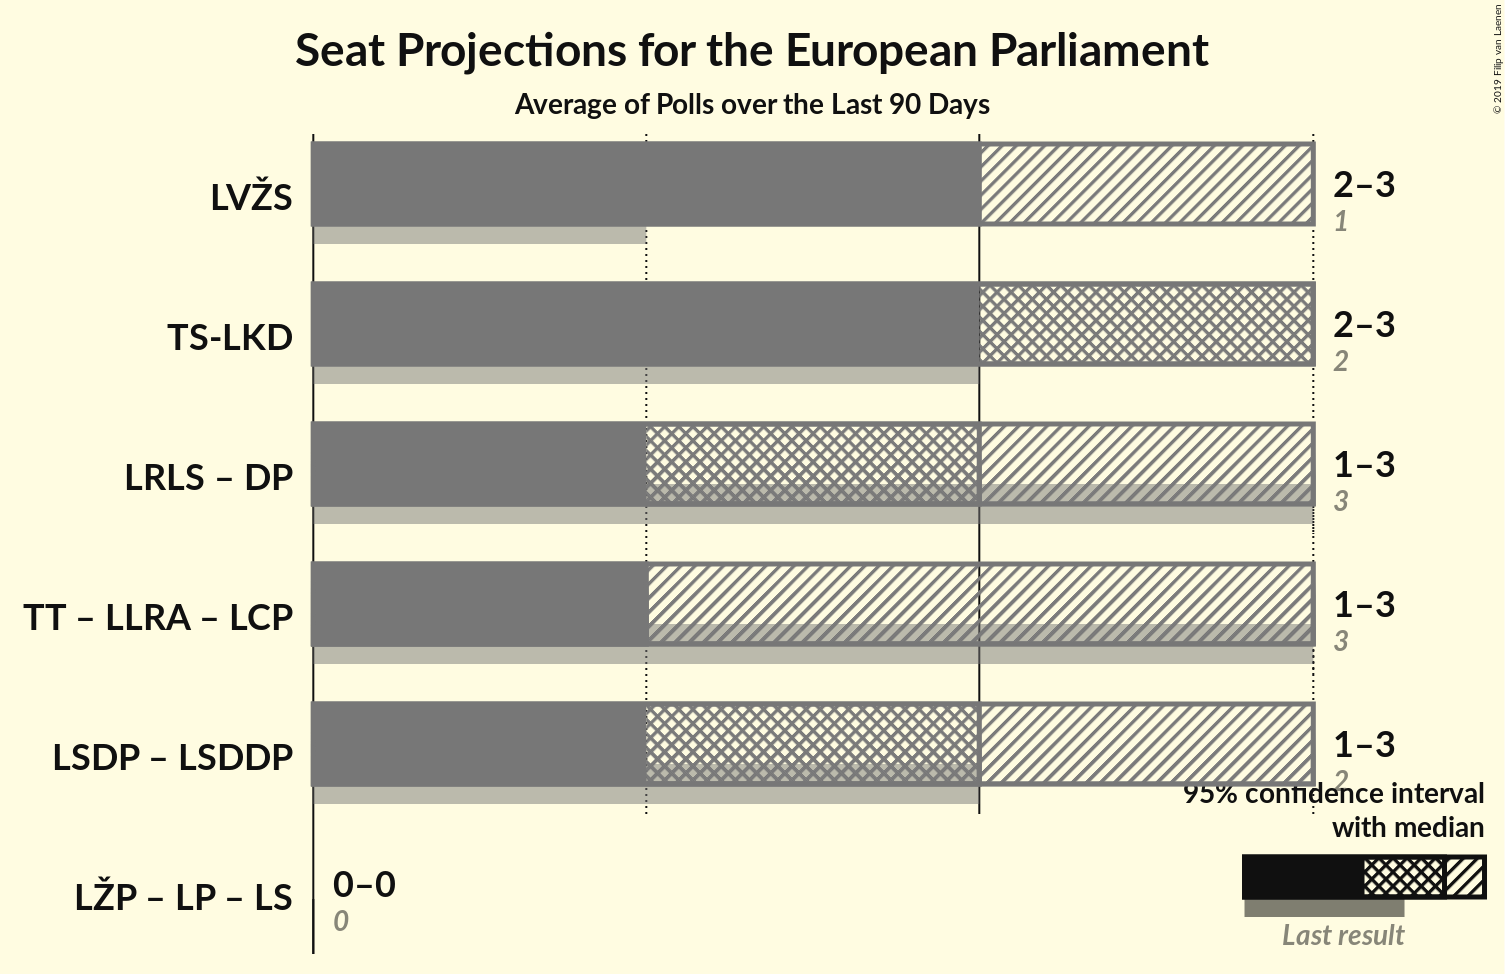 Seat Projections for the European Parliament
Average of Polls over the Last 90 Days
© 2019 Filip van Laenen
LVŽS
2–3
1
TS-LKD
2–3
2
LRLS – DP
1–3
3
TT – LLRA – LCP
1–3
3
LSDP – LSDDP
1–3
2
95% confidence interval
with median
LŽP – LP – LS
0–0
0
Last result